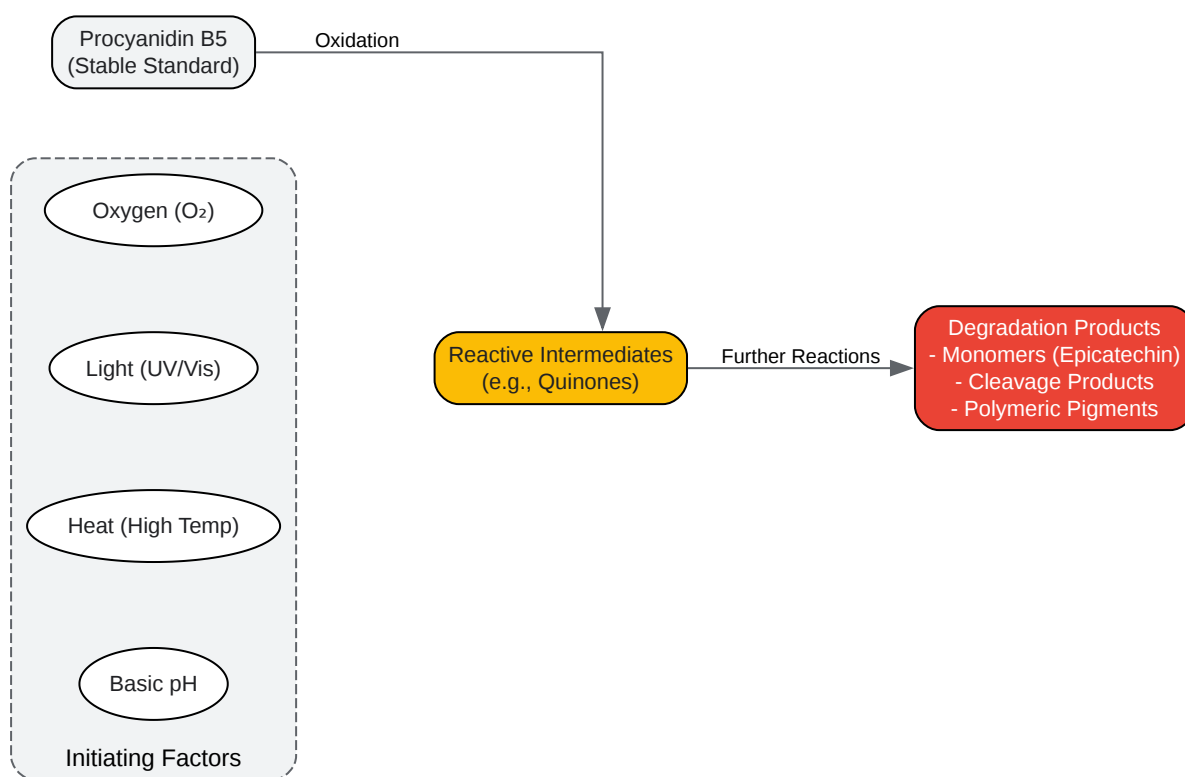 Procyanidin B5
(Stable Standard)
Oxidation
Oxygen (O₂)
Light (UV/Vis)
Heat (High Temp)
Basic pH
Initiating Factors
Reactive Intermediates
(e.g., Quinones)
Further Reactions
Degradation Products
- Monomers (Epicatechin)
- Cleavage Products
- Polymeric Pigments